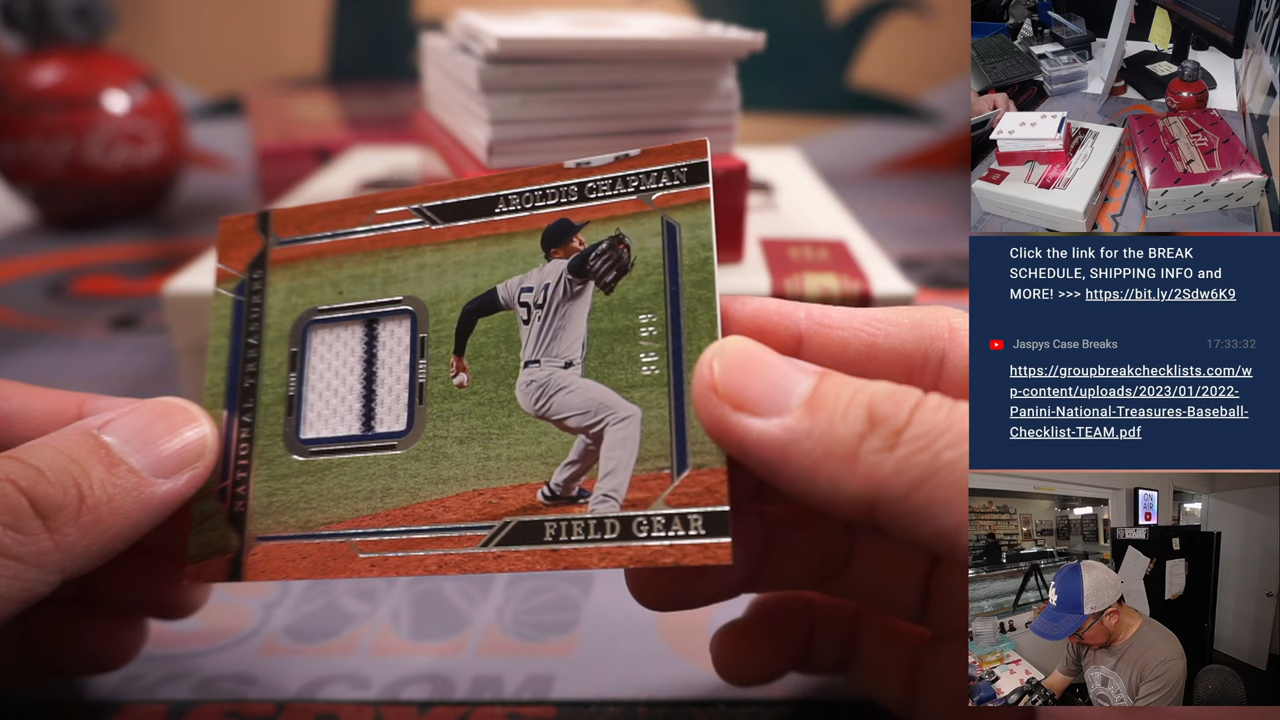 AROLDIS CHAPMAN
NATIONAL TREASURES
54
FIELD GEAR
Click the link for the BREAK
SCHEDULE, SHIPPING INFO and
MORE! >>> https://bit.ly/2Sdw6K9
Jaspys Case Breaks 17:33:32
https://groupbreakchecklists.com/w
p-content/uploads/2023/01/2022-
Panini-National-Treasures-Baseball-
Checklist-TEAM.pdf
ON
AIR
LA